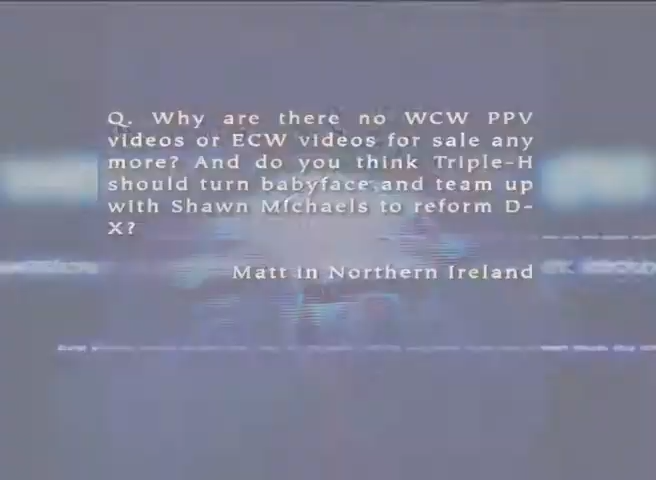 Q. Why are there no WCW PPV
videos or ECW videos for sale any
more? And do you think Triple-H
should turn babyface and team up
with Shawn Michaels to reform D-
X?
Matt in Northern Ireland